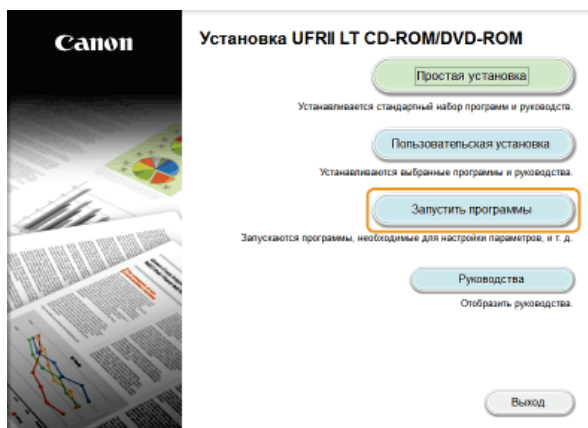 Canon
Установка UFRII LT CD-ROM/DVD-ROM
Простая установка
Устанавливается стандартный набор программ и руководств.
Пользовательская установка
Устанавливаются выбранные программы и руководства.
Запустить программы
Запускаются программы, необходимые для настройки параметров, и т. д.
Руководства
Отобразить руководства.
Выход